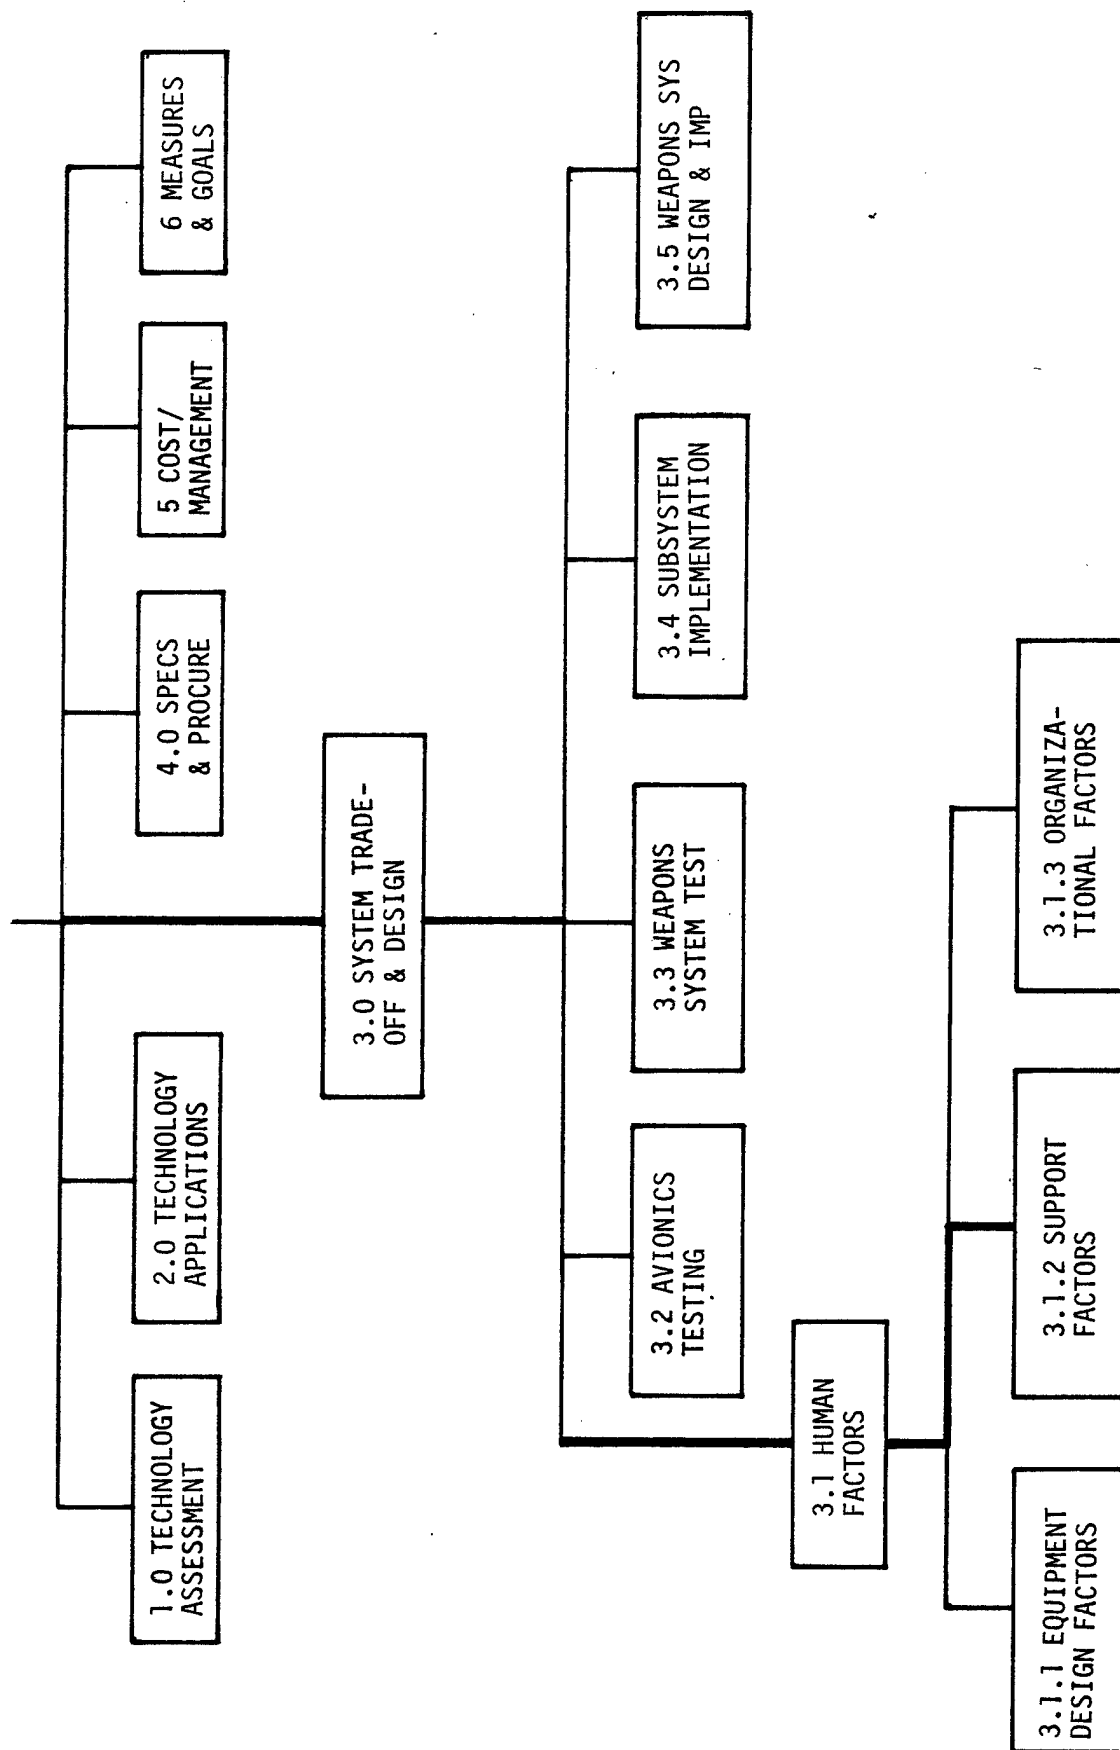 1.0 TECHNOLOGY
ASSESSMENT
2.0 TECHNOLOGY
APPLICATIONS
4.0 SPECS
& PROCURE
5 COST/
MANAGEMENT
6 MEASURES
& GOALS
3.0 SYSTEM TRADE-
OFF & DESIGN
3.2 AVIONICS
TESTING
3.3 WEAPONS
SYSTEM TEST
3.4 SUBSYSTEM
IMPLEMENTATION
3.5 WEAPONS SYS
DESIGN & IMP
3.1 HUMAN
FACTORS
3.1.1 EQUIPMENT
DESIGN FACTORS
3.1.2 SUPPORT
FACTORS
3.1.3 ORGANIZA-
TIONAL FACTORS